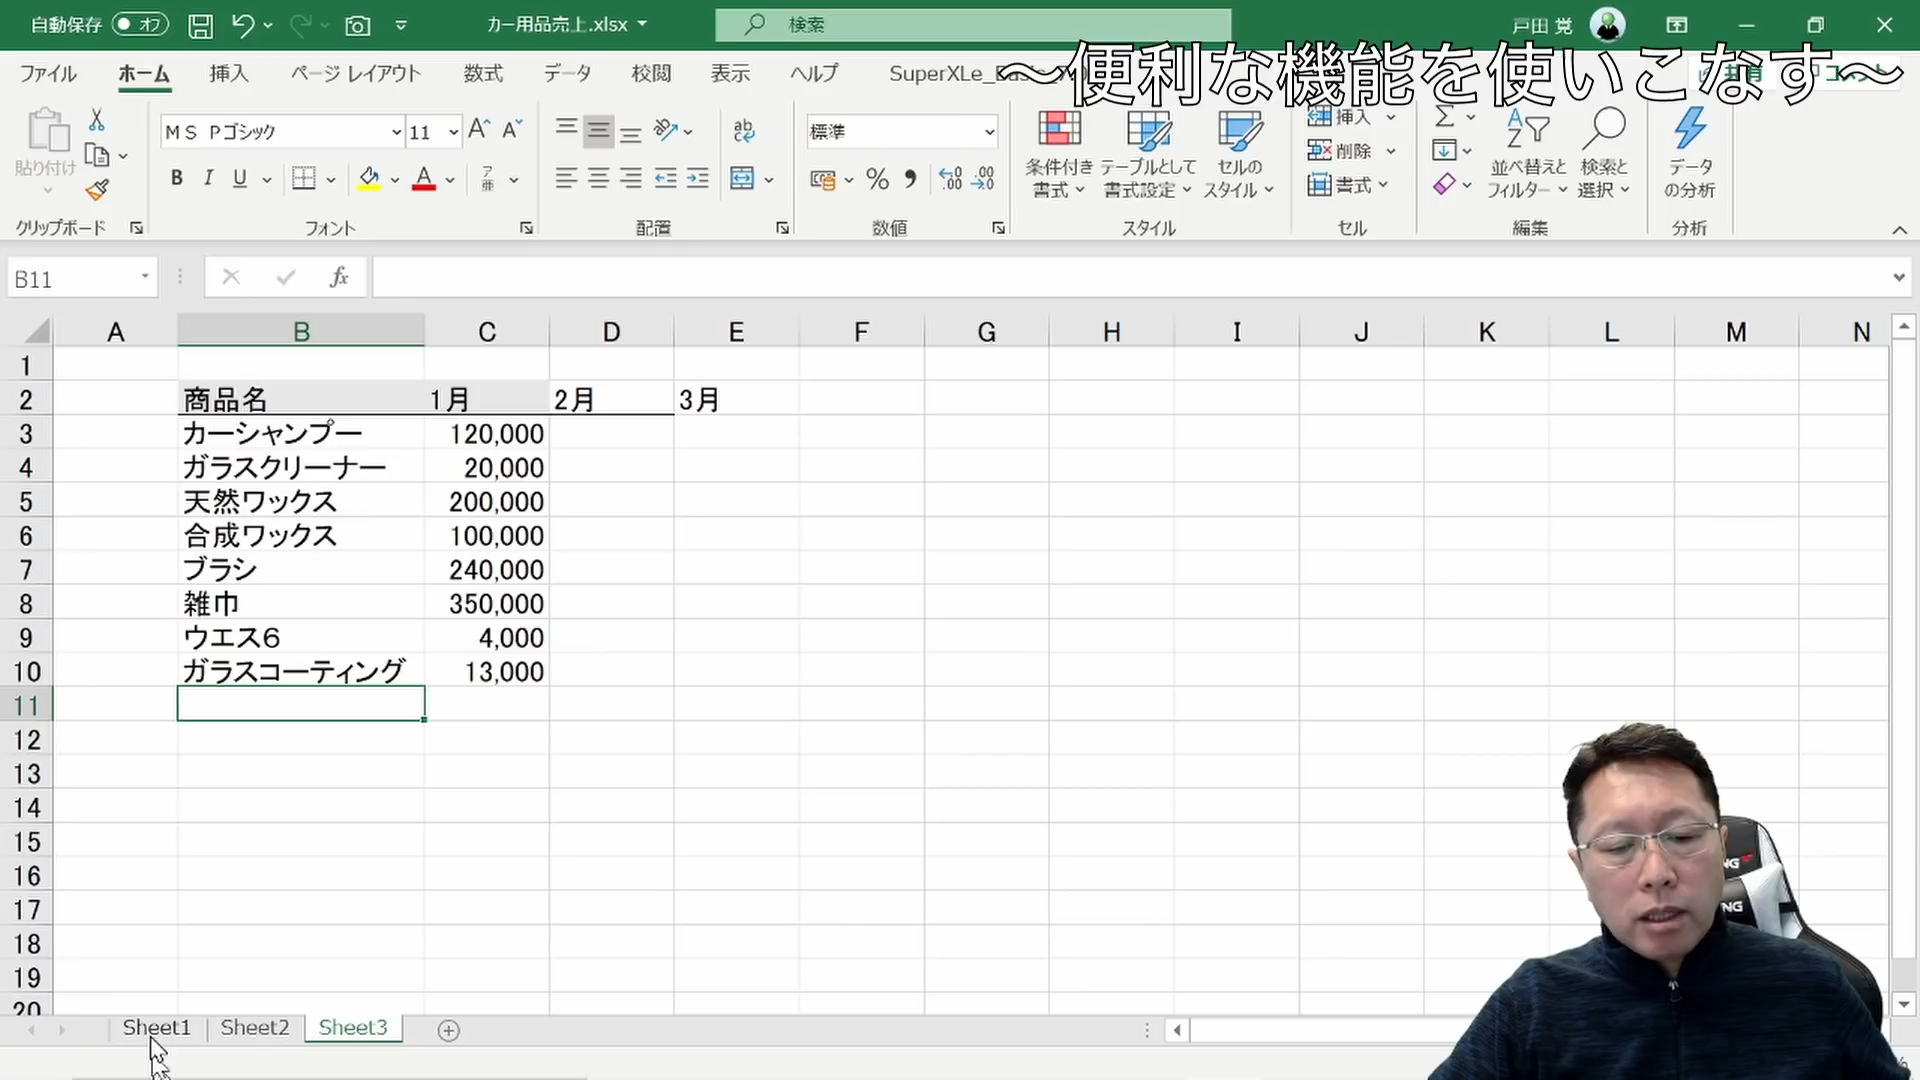 自動保存 オフ カー用品売上.xlsx 検索 戸田 覚
～便利な機能を使いこなす～
ファイル ホーム 挿入 ページ レイアウト 数式 データ 校閲 表示 ヘルプ
貼り付け
クリップボード
ＭＳ Ｐゴシック 11
B I U
フォント
配置
標準
数値
条件付き書式
テーブルとして書式設定
セルのスタイル
スタイル
挿入
削除
書式
セル
並べ替えとフィルター
検索と選択
編集
データの分析
分析
B11 fx
A B C D E F G H I J K L M N
1
2 商品名 1月 2月 3月
3 カーシャンプー 120,000
4 ガラスクリーナー 20,000
5 天然ワックス 200,000
6 合成ワックス 100,000
7 ブラシ 240,000
8 雑巾 350,000
9 ウエス6 4,000
10 ガラスコーティング 13,000
11
12
13
14
15
16
17
18
19
20
Sheet1 Sheet2 Sheet3